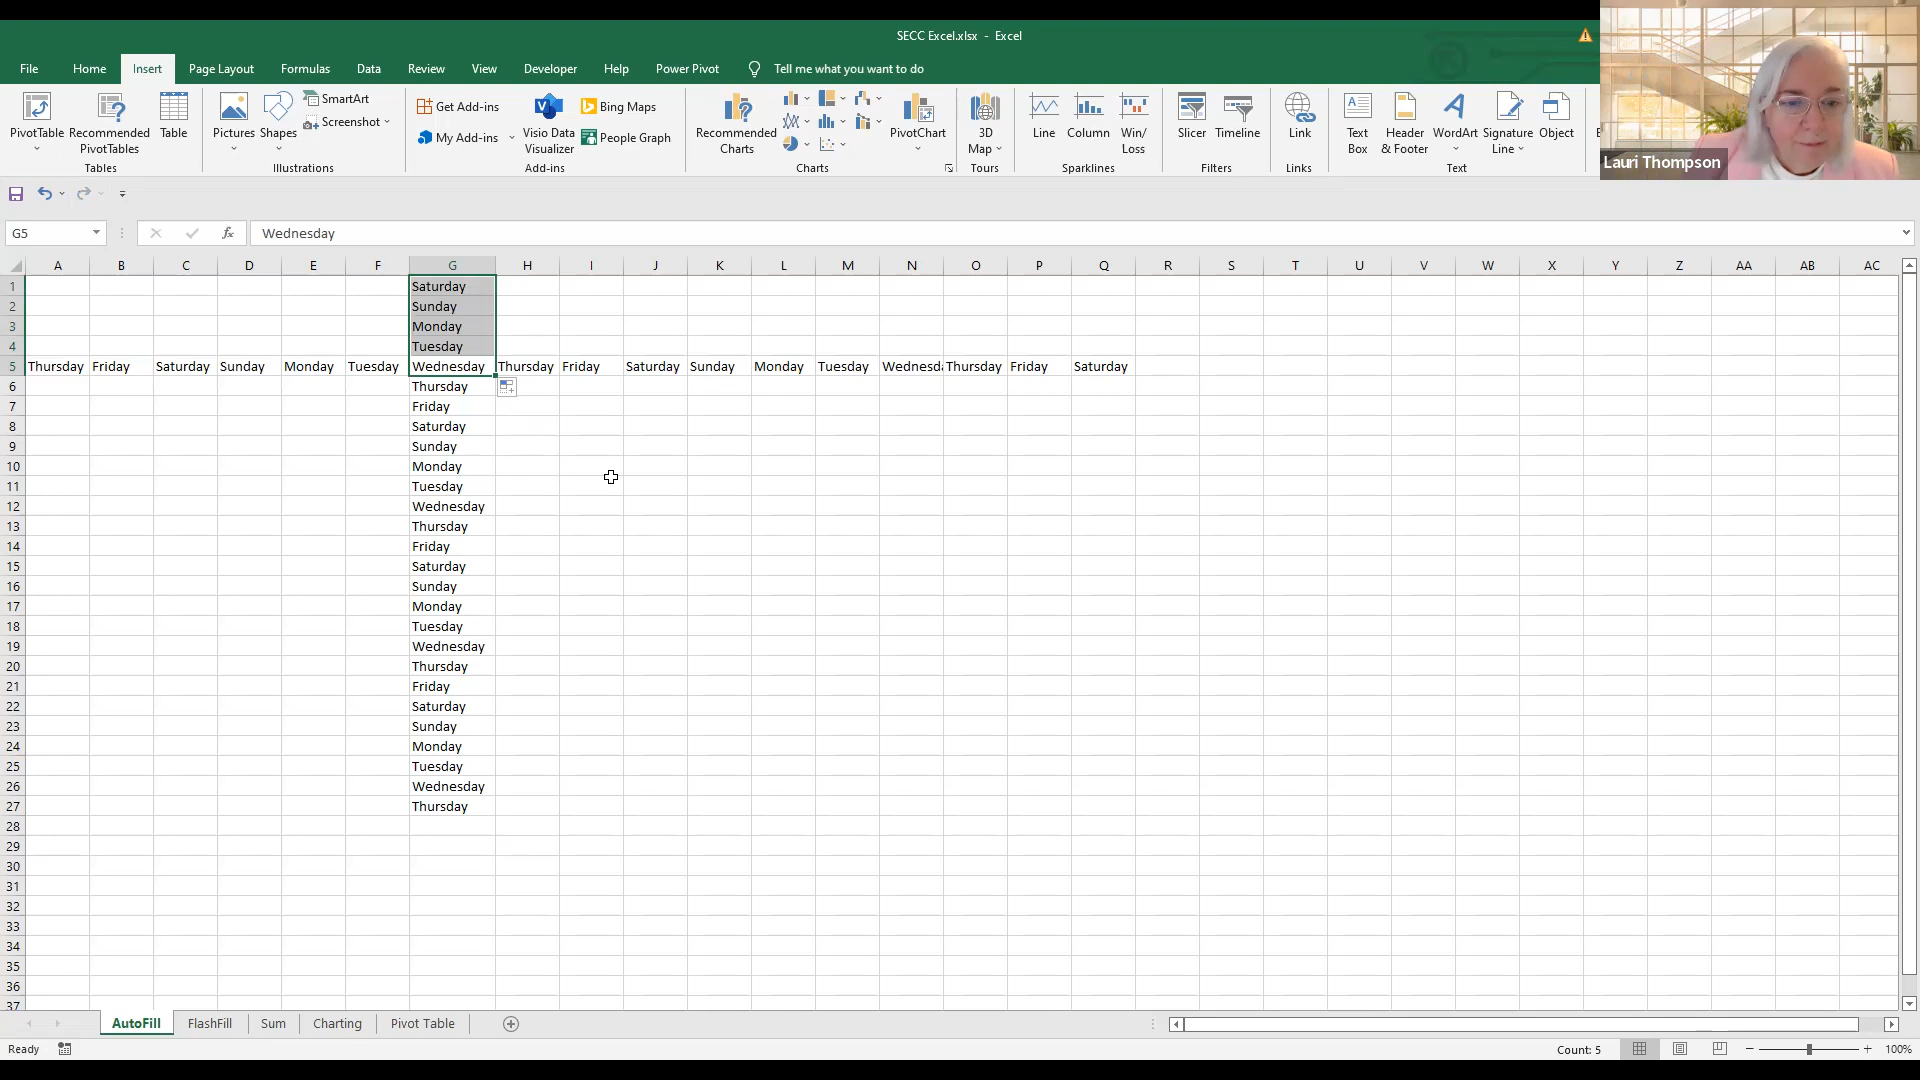 SECC Excel.xlsx - Excel
File Home Insert Page Layout Formulas Data Review View Developer Help Power Pivot Tell me what you want to do
PivotTable
Recommended
PivotTables
Table
Tables
Pictures
Shapes
SmartArt
Screenshot
Illustrations
Get Add-ins
My Add-ins
Visio Data
Visualizer
Bing Maps
People Graph
Add-ins
Recommended
Charts
PivotChart
Charts
3D
Map
Tours
Line
Column
Win/
Loss
Sparklines
Slicer
Timeline
Filters
Link
Links
Text
Box
Header
& Footer
WordArt
Signature
Line
Object
Text
Lauri Thompson
G5 fx Wednesday
A B C D E F G H I J K L M N O P Q R S T U V W X Y Z AA AB AC
1 Saturday
2 Sunday
3 Monday
4 Tuesday
5 Thursday Friday Saturday Sunday Monday Tuesday Wednesday Thursday Friday Saturday Sunday Monday Tuesday Wednesd Thursday Friday Saturday
6 Thursday
7 Friday
8 Saturday
9 Sunday
10 Monday
11 Tuesday
12 Wednesday
13 Thursday
14 Friday
15 Saturday
16 Sunday
17 Monday
18 Tuesday
19 Wednesday
20 Thursday
21 Friday
22 Saturday
23 Sunday
24 Monday
25 Tuesday
26 Wednesday
27 Thursday
28
29
30
31
32
33
34
35
36
37
AutoFill FlashFill Sum Charting Pivot Table
Ready Count: 5 100%